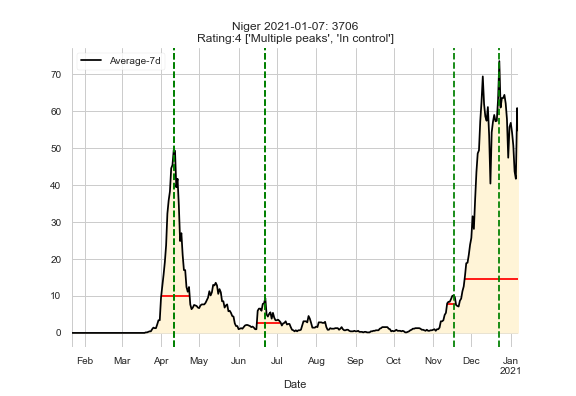 Niger 2021-01-07: 3706
Rating:4 ['Multiple peaks', 'In control']
Average-7d
70
60
50
40
30
20
10
0
Feb Mar Apr May Jun Jul Aug Sep Oct Nov Dec Jan
2021
Date